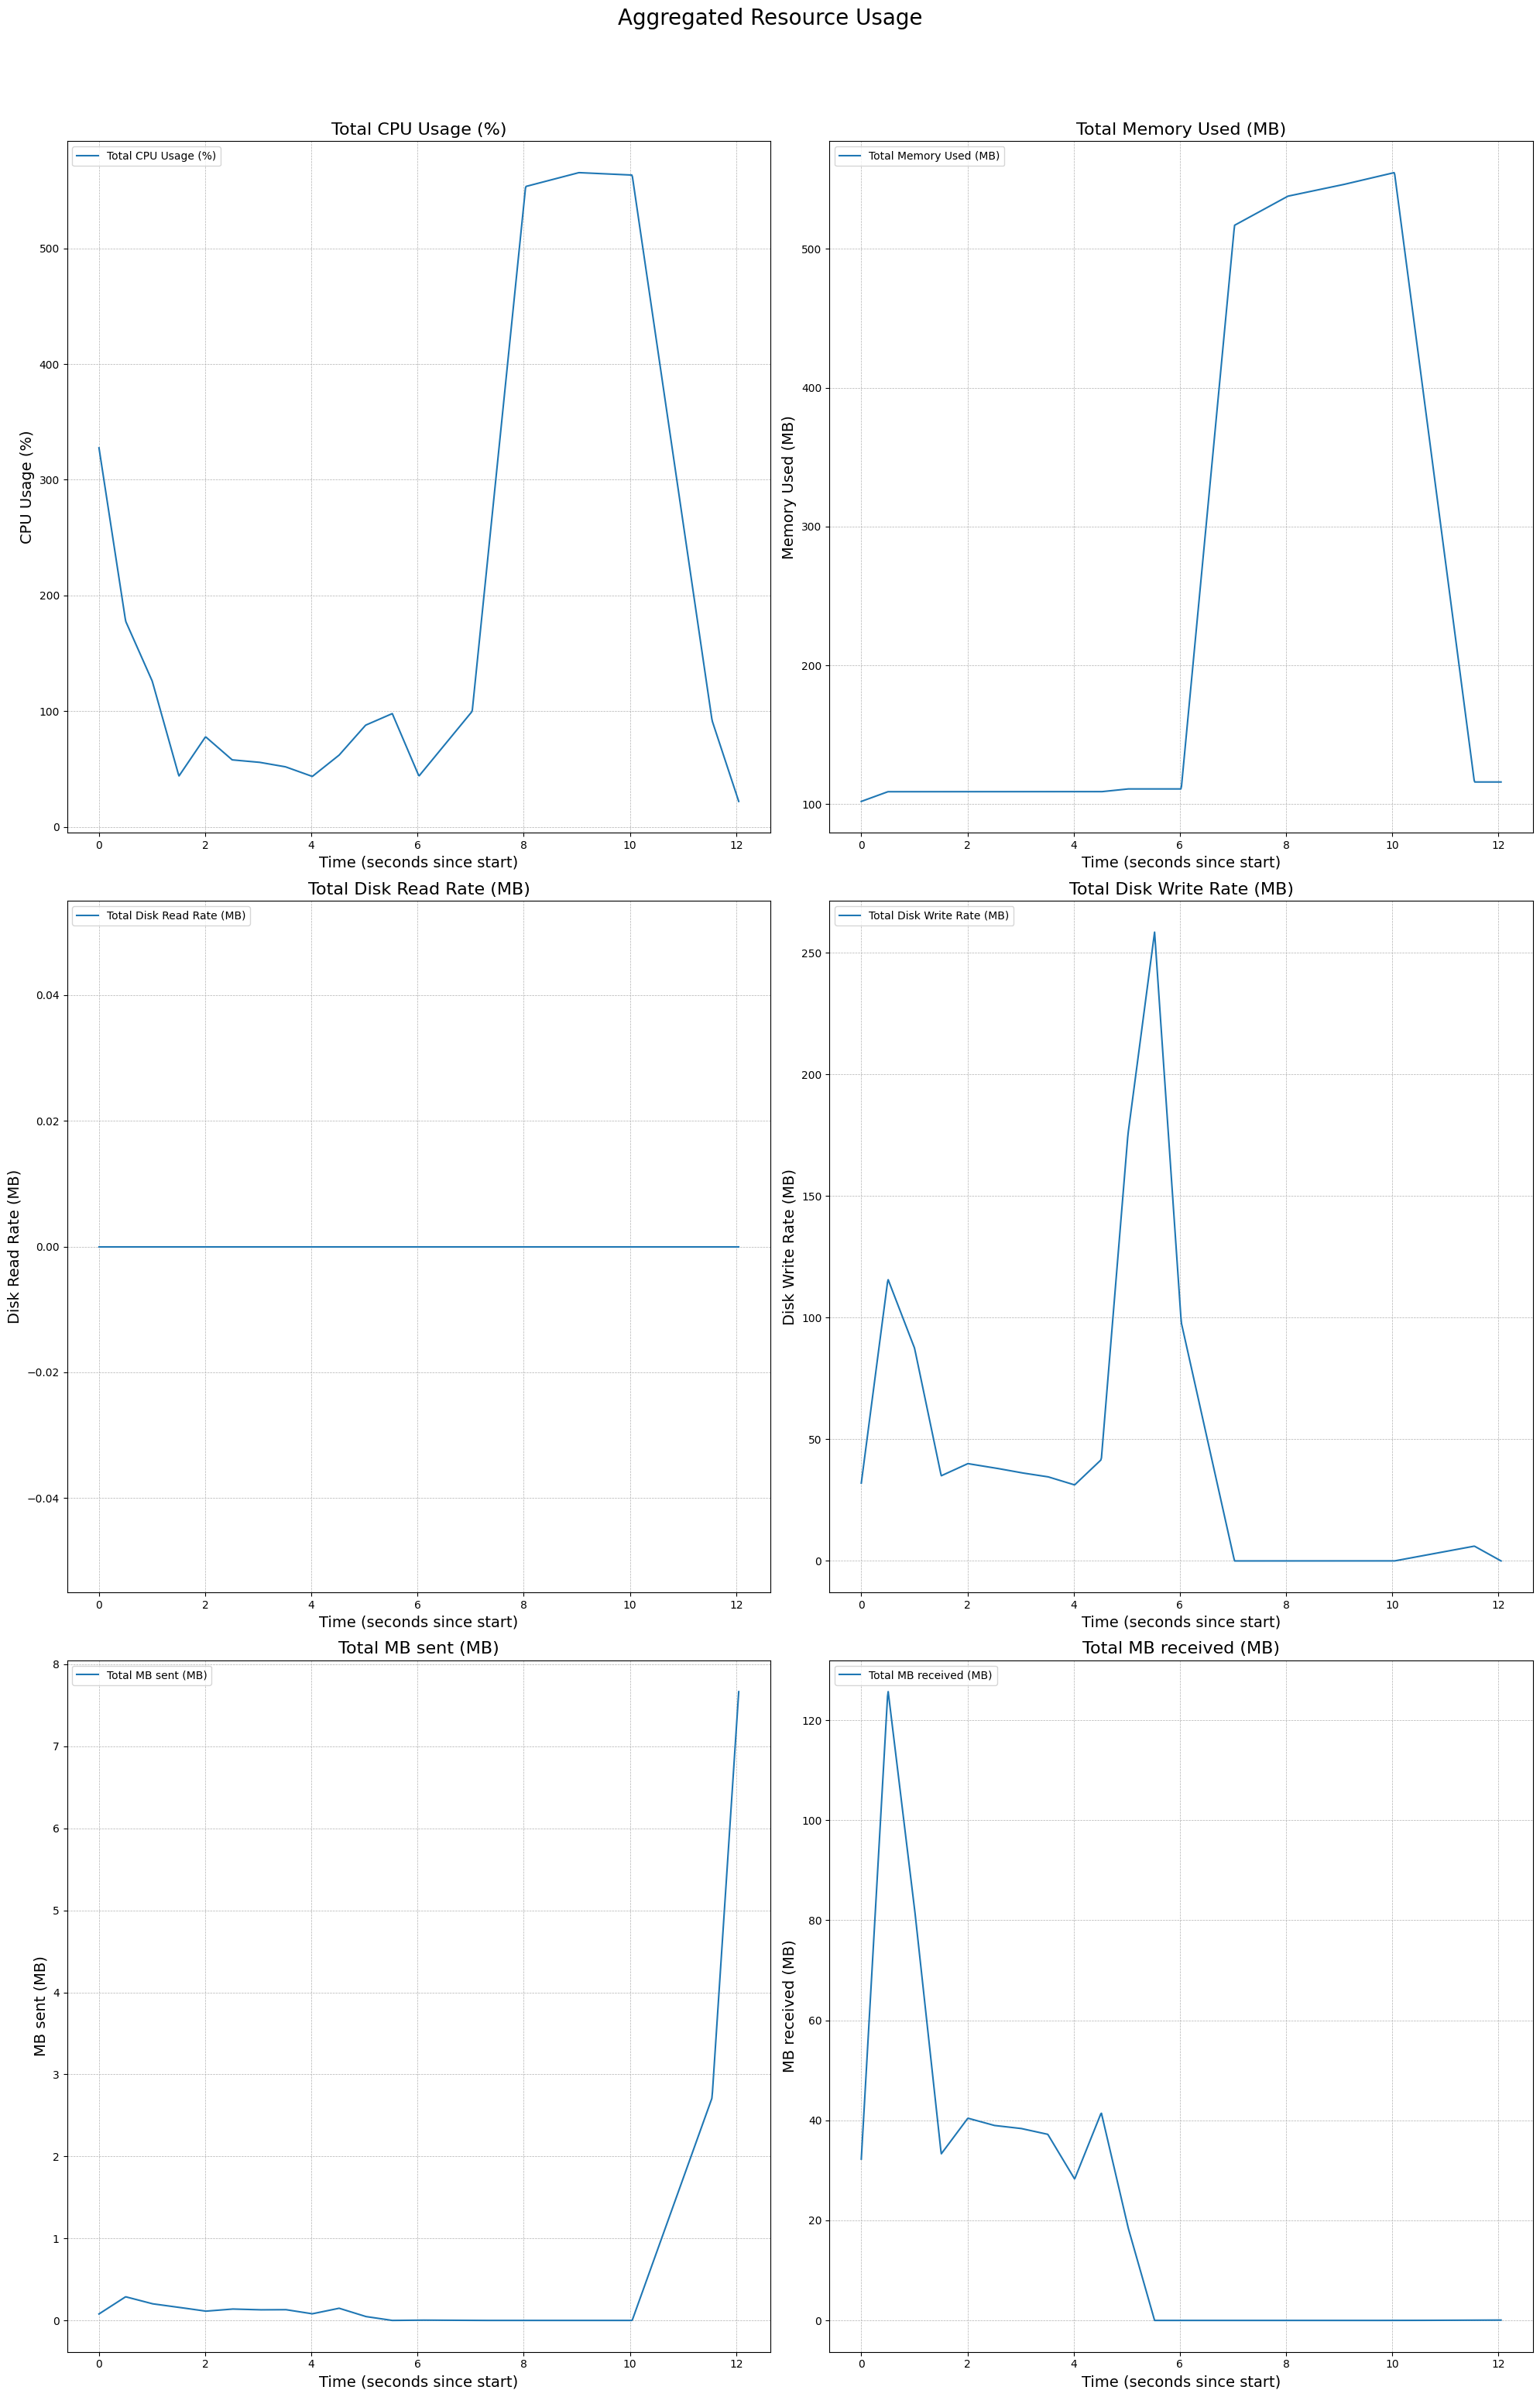 Aggregated Resource Usage
Total CPU Usage (%)
Total CPU Usage (%)
CPU Usage (%)
500
400
300
200
100
0
0 2 4 6 8 10 12
Time (seconds since start)
Total Memory Used (MB)
Total Memory Used (MB)
Memory Used (MB)
500
400
300
200
100
0 2 4 6 8 10 12
Time (seconds since start)
Total Disk Read Rate (MB)
Total Disk Read Rate (MB)
Disk Read Rate (MB)
0.04
0.02
0.00
−0.02
−0.04
0 2 4 6 8 10 12
Time (seconds since start)
Total Disk Write Rate (MB)
Total Disk Write Rate (MB)
Disk Write Rate (MB)
250
200
150
100
50
0
0 2 4 6 8 10 12
Time (seconds since start)
Total MB sent (MB)
Total MB sent (MB)
MB sent (MB)
8
7
6
5
4
3
2
1
0
0 2 4 6 8 10 12
Time (seconds since start)
Total MB received (MB)
Total MB received (MB)
MB received (MB)
120
100
80
60
40
20
0
0 2 4 6 8 10 12
Time (seconds since start)